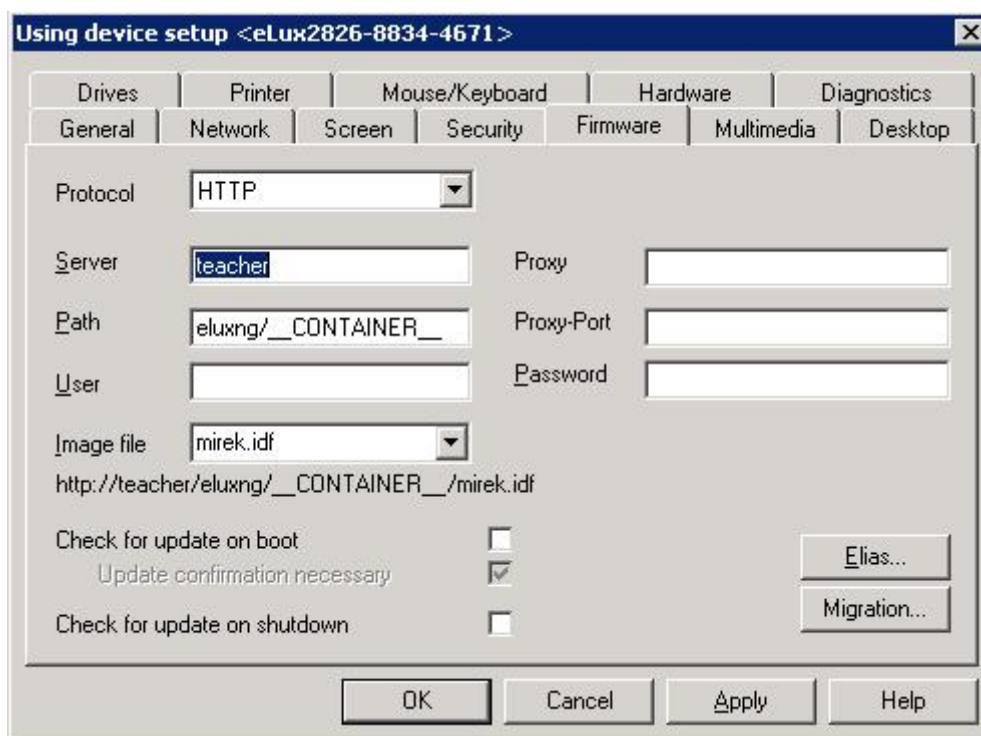 Using device setup <eLux2826-8834-4671>
Drives Printer Mouse/Keyboard Hardware Diagnostics
General Network Screen Security Firmware Multimedia Desktop
Protocol HTTP
Server teacher Proxy
Path eluxng/__CONTAINER__ Proxy-Port
User Password
Image file mirek.idf
http://teacher/eluxng/__CONTAINER__/mirek.idf
Check for update on boot
Update confirmation necessary Elias...
Check for update on shutdown Migration...
OK Cancel Apply Help